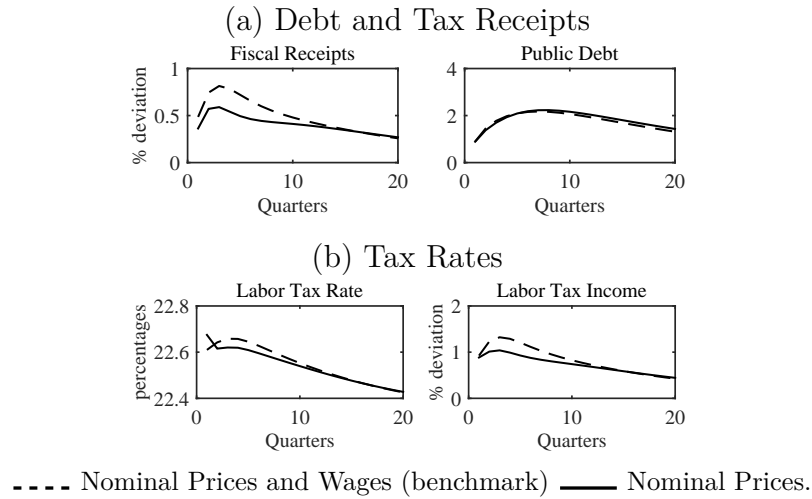 (a) Debt and Tax Receipts
Fiscal Receipts
Public Debt
% deviation
1
0.5
0
0 10 20
Quarters
4
2
0
0 10 20
Quarters
(b) Tax Rates
Labor Tax Rate
Labor Tax Income
percentages
22.8
22.6
22.4
0 10 20
Quarters
% deviation
2
1
0
0 10 20
Quarters
Nominal Prices and Wages (benchmark) Nominal Prices.